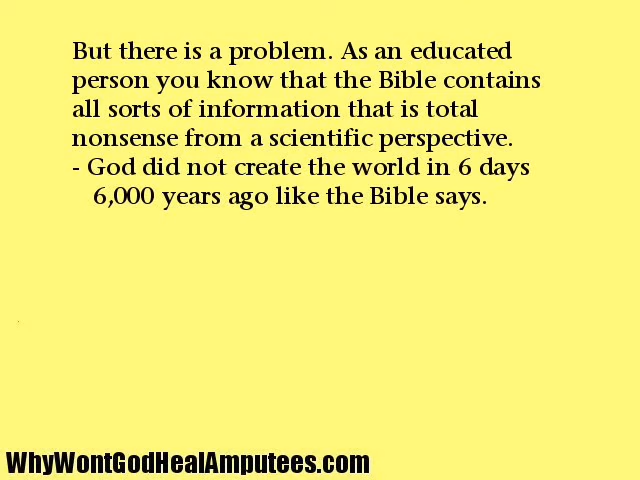 But there is a problem. As an educated
person you know that the Bible contains
all sorts of information that is total
nonsense from a scientific perspective.
- God did not create the world in 6 days
6,000 years ago like the Bible says.
WhyWontGodHealAmputees.com